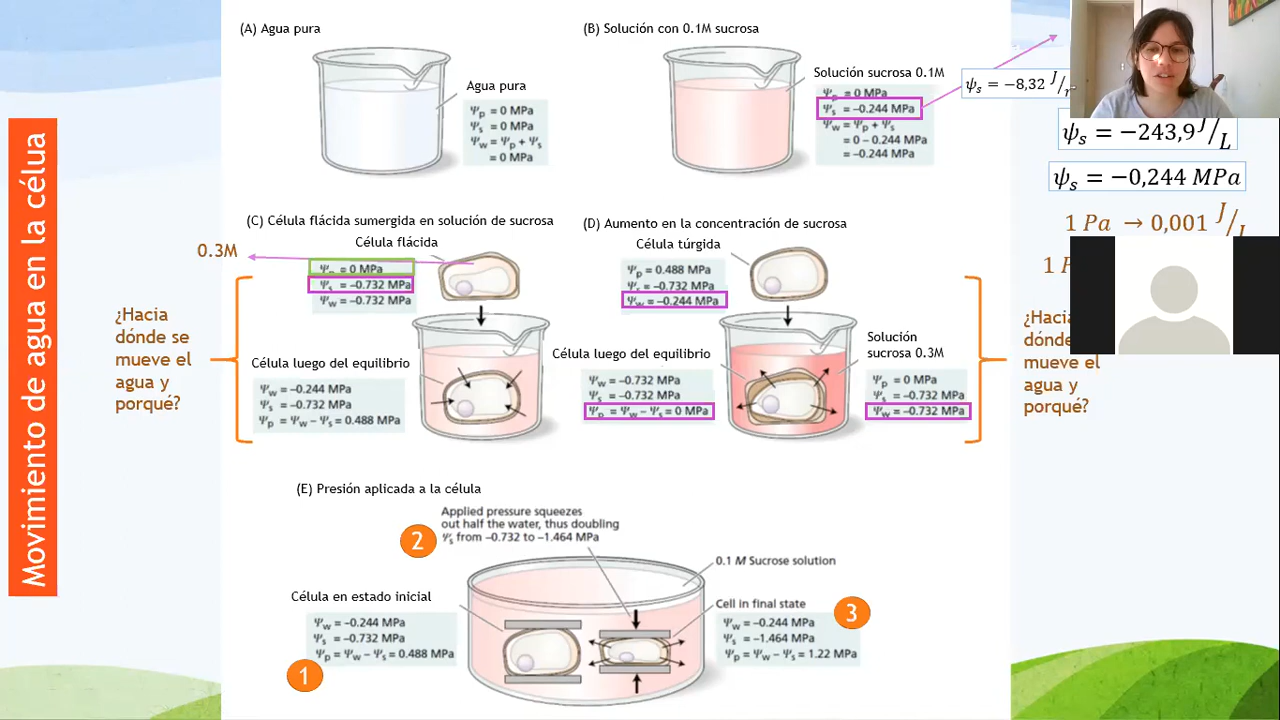 Movimiento de agua en la célua
(A) Agua pura
Agua pura
Ψp = 0 MPa
Ψs = 0 MPa
Ψw = Ψp + Ψs
= 0 MPa
(B) Solución con 0.1M sucrosa
Solución sucrosa 0.1M
Ψp = 0 MPa
Ψs = –0.244 MPa
Ψw = Ψp + Ψs
= 0 – 0.244 MPa
= –0.244 MPa
ψs = −8,32 J/
ψs = −243,9 J/L
ψs = −0,244 MPa
1 Pa → 0,001 J/
(C) Célula flácida sumergida en solución de sucrosa
Célula flácida
0.3M
Ψp = 0 MPa
Ψs = –0.732 MPa
Ψw = –0.732 MPa
¿Hacia
dónde se
mueve el
agua y
porqué?
Célula luego del equilibrio
Ψw = –0.244 MPa
Ψs = –0.732 MPa
Ψp = Ψw – Ψs = 0.488 MPa
(D) Aumento en la concentración de sucrosa
Célula túrgida
Ψp = 0.488 MPa
Ψs = –0.732 MPa
Ψw = –0.244 MPa
Célula luego del equilibrio
Ψw = –0.732 MPa
Ψs = –0.732 MPa
Ψp = Ψw – Ψs = 0 MPa
Solución
sucrosa 0.3M
Ψp = 0 MPa
Ψs = –0.732 MPa
Ψw = –0.732 MPa
1
¿Hac
dónd
mueve el
agua y
porqué?
(E) Presión aplicada a la célula
2
Applied pressure squeezes
out half the water, thus doubling
Ψs from –0.732 to –1.464 MPa
0.1 M Sucrose solution
Célula en estado inicial
Ψw = –0.244 MPa
Ψs = –0.732 MPa
Ψp = Ψw – Ψs = 0.488 MPa
1
Cell in final state
3
Ψw = –0.244 MPa
Ψs = –1.464 MPa
Ψp = Ψw – Ψs = 1.22 MPa